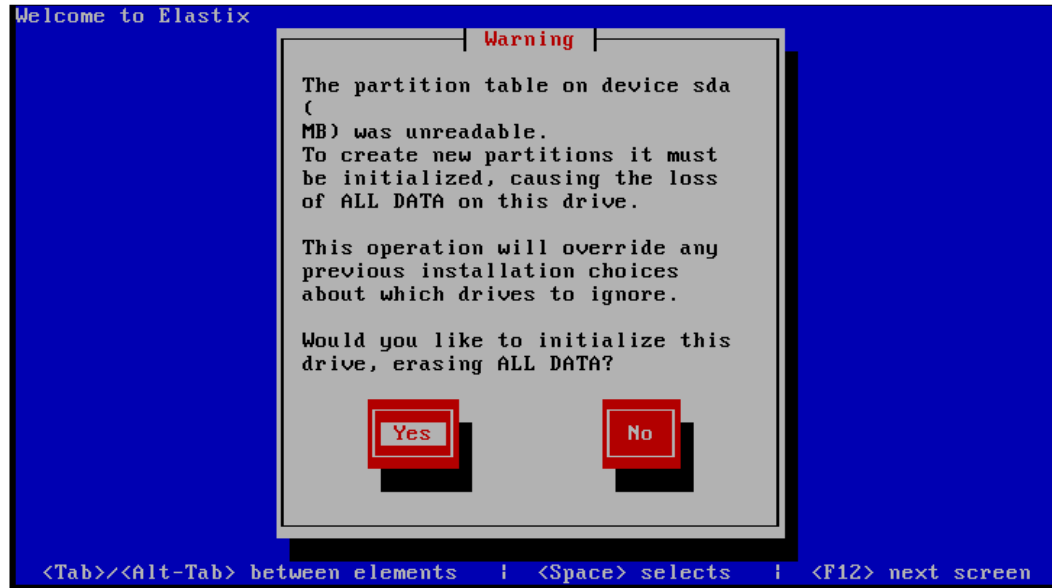 Welcome to Elastix
Warning
The partition table on device sda
(
MB) was unreadable.
To create new partitions it must
be initialized, causing the loss
of ALL DATA on this drive.
This operation will override any
previous installation choices
about which drives to ignore.
Would you like to initialize this
drive, erasing ALL DATA?
Yes No
<Tab>/<Alt-Tab> between elements | <Space> selects | <F12> next screen